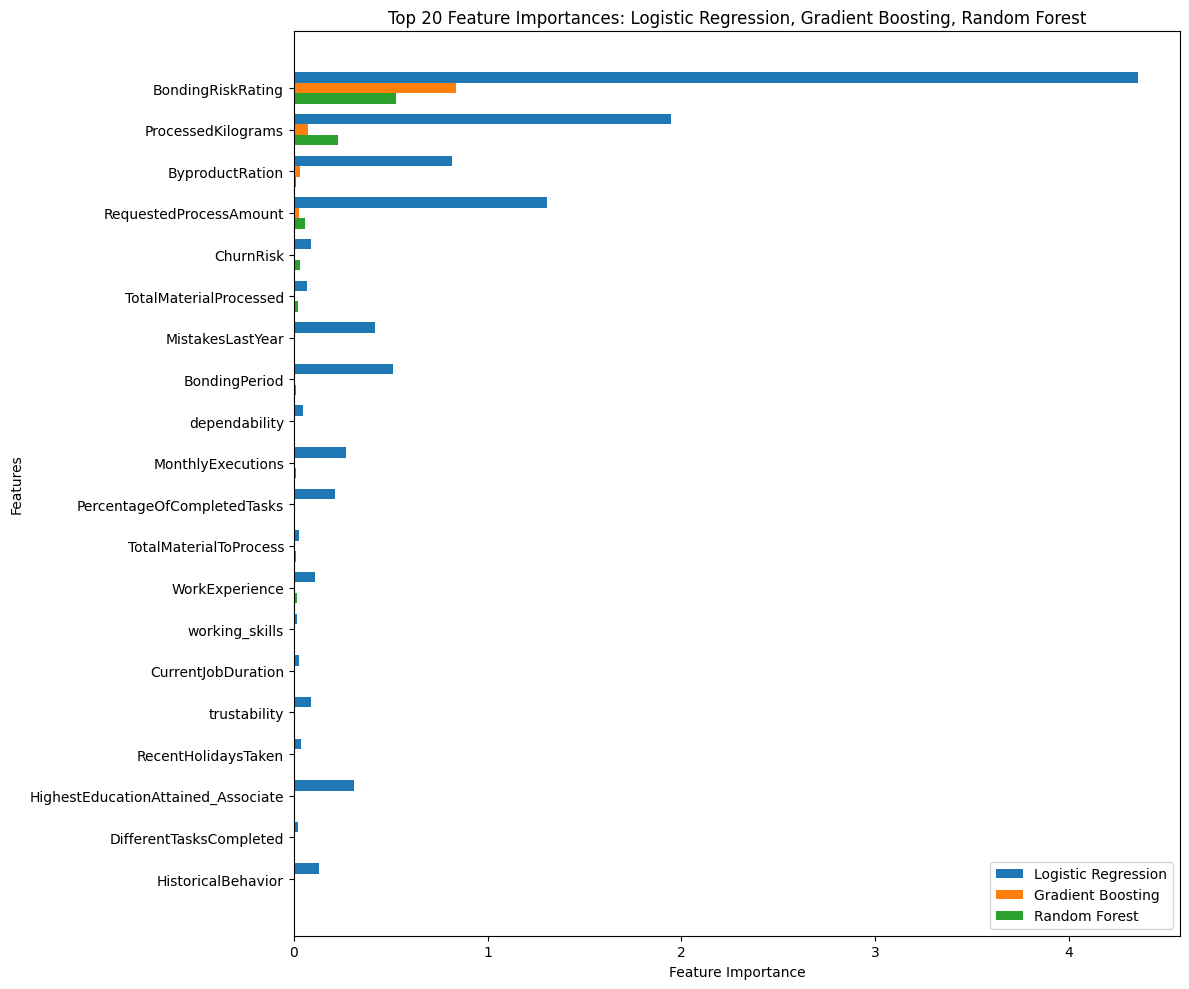 Top 20 Feature Importances: Logistic Regression, Gradient Boosting, Random Forest
BondingRiskRating
ProcessedKilograms
ByproductRation
RequestedProcessAmount
ChurnRisk
TotalMaterialProcessed
MistakesLastYear
BondingPeriod
dependability
MonthlyExecutions
PercentageOfCompletedTasks
TotalMaterialToProcess
WorkExperience
working_skills
CurrentJobDuration
trustability
RecentHolidaysTaken
HighestEducationAttained_Associate
DifferentTasksCompleted
HistoricalBehavior
Features
Logistic Regression
Gradient Boosting
Random Forest
0 1 2 3 4
Feature Importance